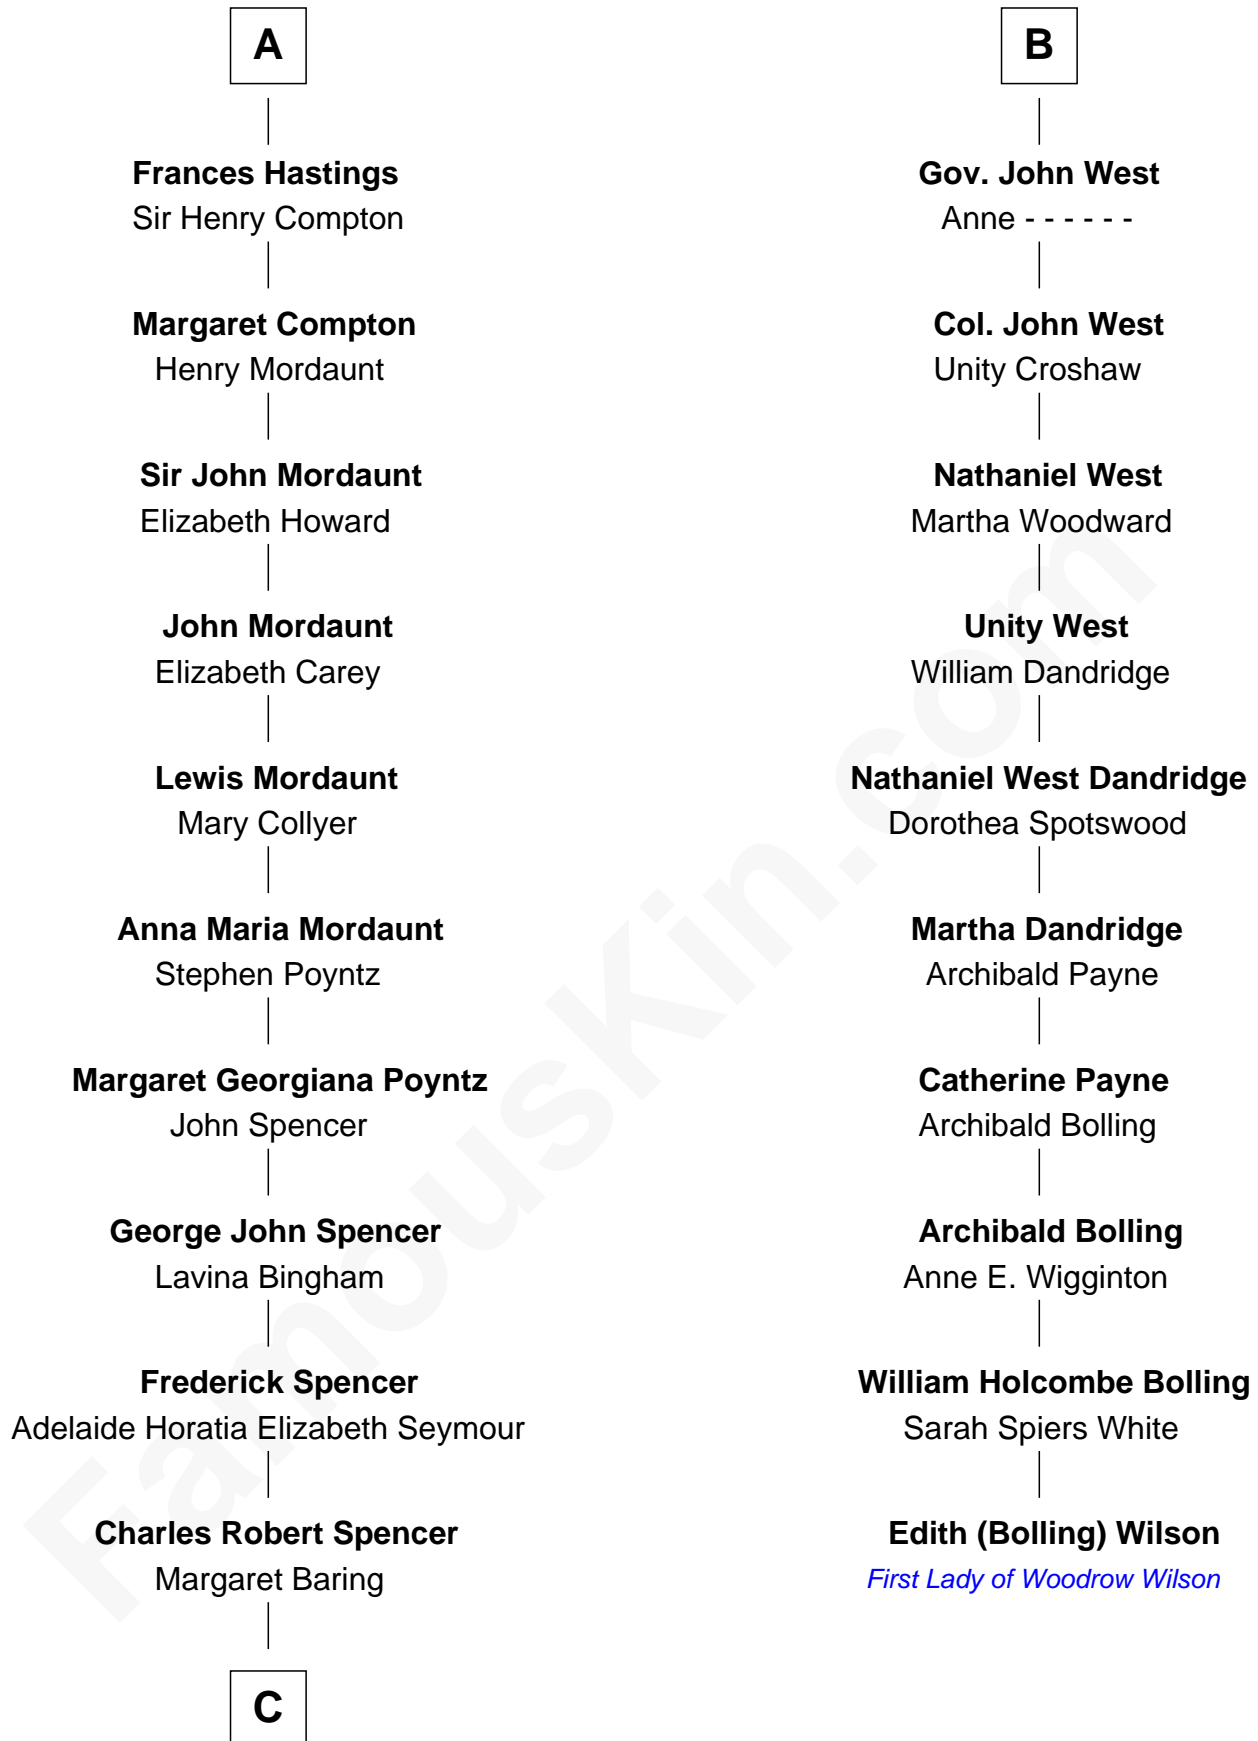 A
Frances Hastings
Sir Henry Compton
Margaret Compton
Henry Mordaunt
Sir John Mordaunt
Elizabeth Howard
John Mordaunt
Elizabeth Carey
Lewis Mordaunt
Mary Collyer
Anna Maria Mordaunt
Stephen Poyntz
Margaret Georgiana Poyntz
John Spencer
George John Spencer
Lavina Bingham
Frederick Spencer
Adelaide Horatia Elizabeth Seymour
Charles Robert Spencer
Margaret Baring
C
B
Gov. John West
Anne - - - - - -
Col. John West
Unity Croshaw
Nathaniel West
Martha Woodward
Unity West
William Dandridge
Nathaniel West Dandridge
Dorothea Spotswood
Martha Dandridge
Archibald Payne
Catherine Payne
Archibald Bolling
Archibald Bolling
Anne E. Wigginton
William Holcombe Bolling
Sarah Spiers White
Edith (Bolling) Wilson
First Lady of Woodrow Wilson
FamousKin.com